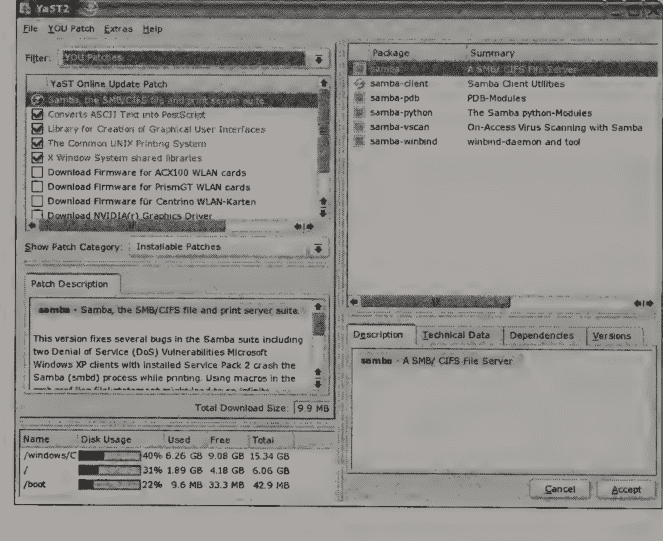 YaST2
File YOU Patch Extras Help
Filter: YOU Patches
YaST Online Update Patch
Samba, the SMB/CIFS file and print server suite.
Converts ASCII Text into PostScript
Library for Creation of Graphical User Interfaces
The Common UNIX Printing System
X Window System shared libraries
Download Firmware for ACX100 WLAN cards
Download Firmware for PrismGT WLAN cards
Download Firmware für Centrino WLAN-Karten
Download NVIDIA(r) Graphics Driver
Show Patch Category: Installable Patches
Patch Description
samba - Samba, the SMB/CIFS file and print server suite.
This version fixes several bugs in the Samba suite including
two Denial of Service (DoS) Vulnerabilities Microsoft
Windows XP clients with installed Service Pack 2 crash the
Samba (smbd) process while printing. Using macros in the
Total Download Size: 9.9 MB
Name Disk Usage Used Free Total
/windows/C 40% 6.26 GB 9.08 GB 15.34 GB
/ 31% 1.89 GB 4.18 GB 6.06 GB
/boot 22% 9.6 MB 33.3 MB 42.9 MB
Package Summary
samba A SMB/ CIFS File Server
samba-client Samba Client Utilities
samba-pdb PDB-Modules
samba-python The Samba python-Modules
samba-vscan On-Access Virus Scanning with Samba
samba-winbind winbind-daemon and tool
Description Technical Data Dependencies Versions
samba - A SMB/ CIFS File Server
Cancel Accept